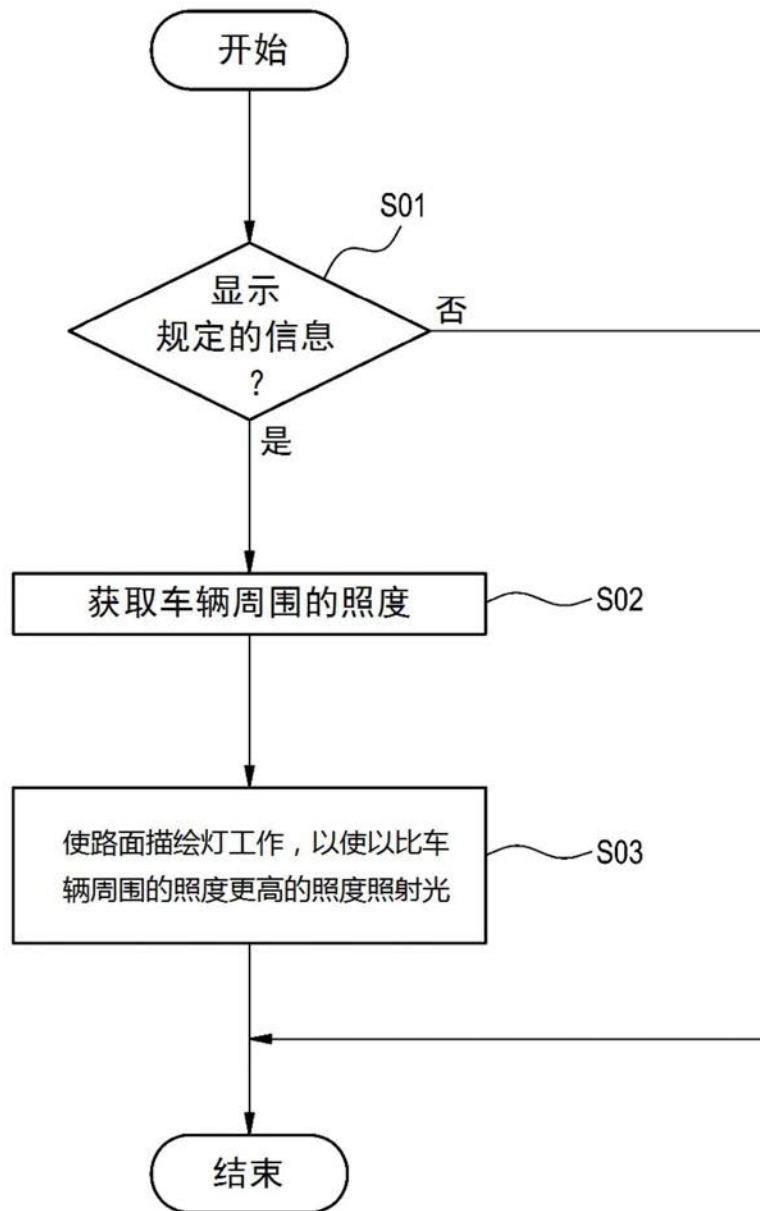 开始
S01
显示
规定的信息
?
否
是
获取车辆周围的照度
S02
使路面描绘灯工作，以使以比车
辆周围的照度更高的照度照射光
S03
结束